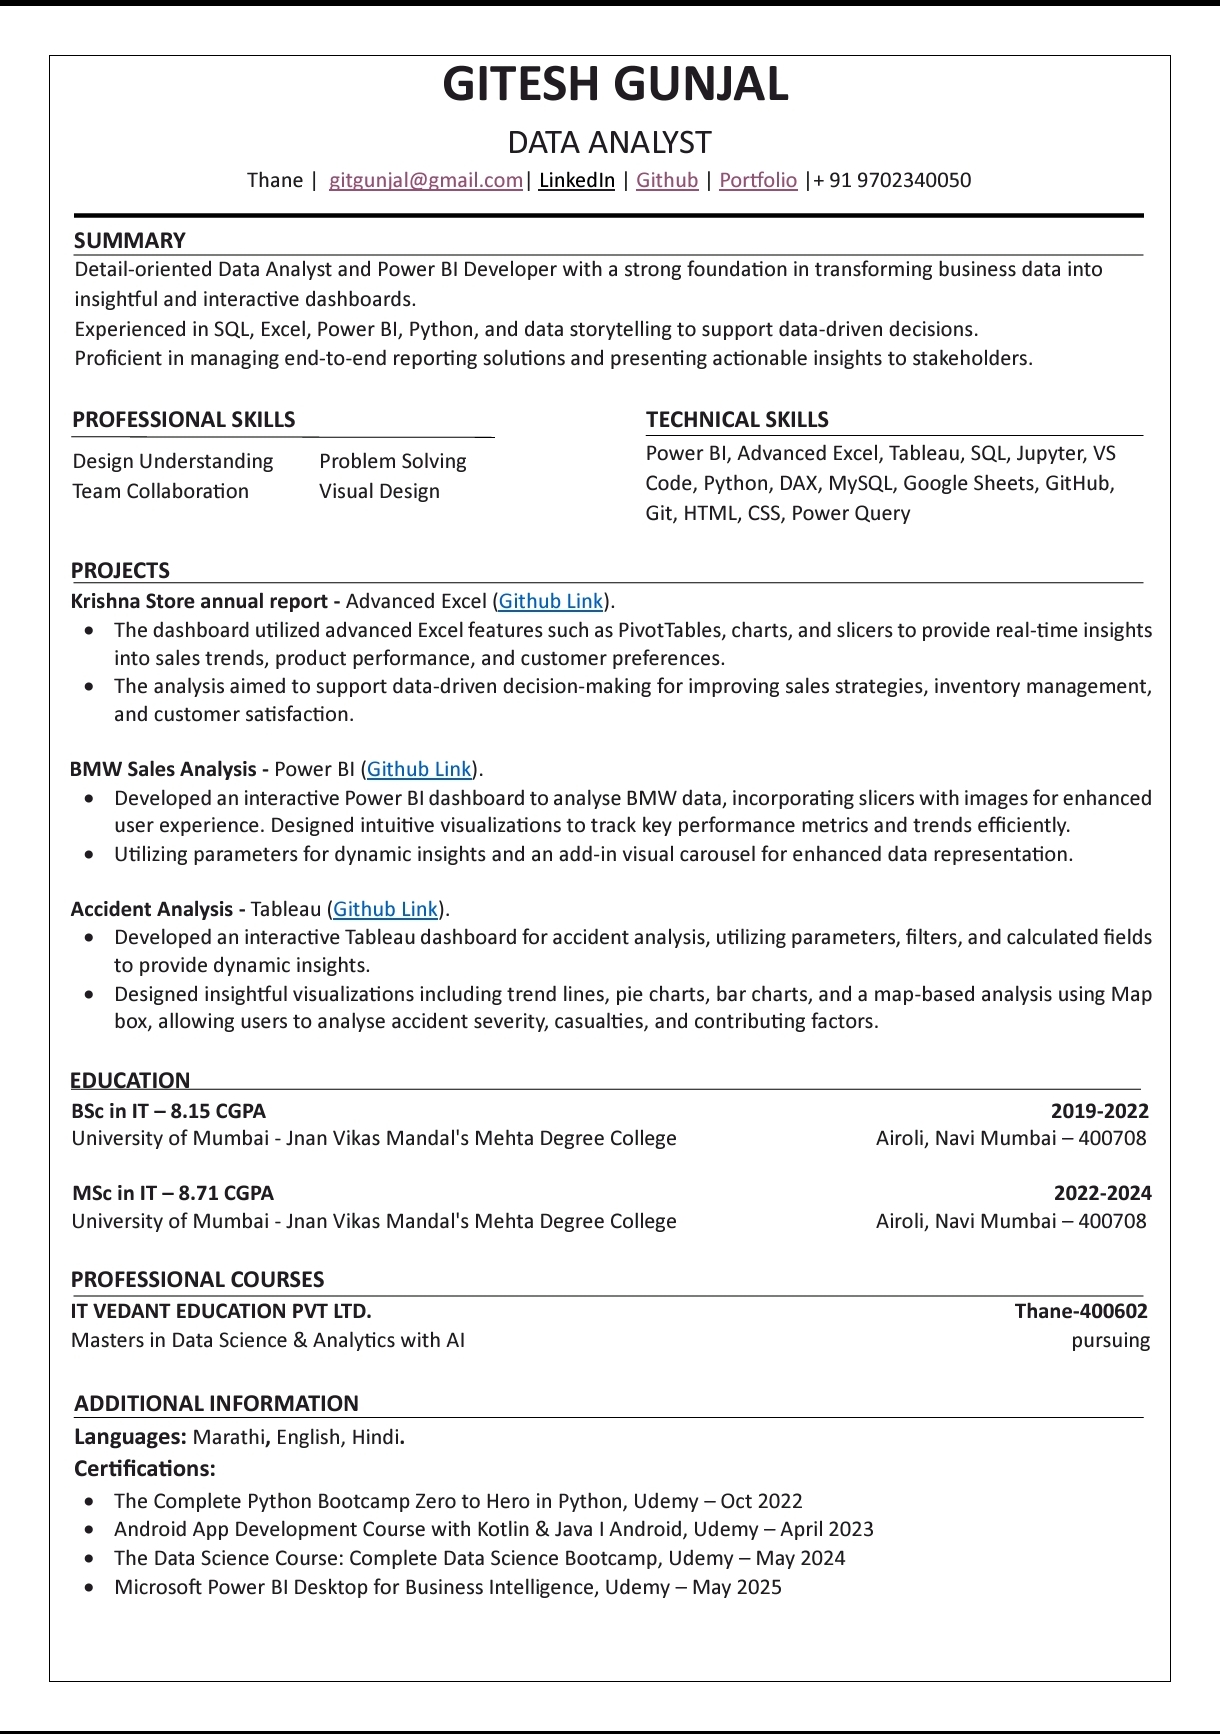 GITESH GUNJAL
DATA ANALYST
Thane | gitgunjal@gmail.com| LinkedIn | Github | Portfolio |+ 91 9702340050
SUMMARY
Detail-oriented Data Analyst and Power BI Developer with a strong foundation in transforming business data into
insightful and interactive dashboards.
Experienced in SQL, Excel, Power BI, Python, and data storytelling to support data-driven decisions.
Proficient in managing end-to-end reporting solutions and presenting actionable insights to stakeholders.
PROFESSIONAL SKILLS
Design Understanding Problem Solving
Team Collaboration Visual Design
TECHNICAL SKILLS
Power BI, Advanced Excel, Tableau, SQL, Jupyter, VS
Code, Python, DAX, MySQL, Google Sheets, GitHub,
Git, HTML, CSS, Power Query
PROJECTS
Krishna Store annual report - Advanced Excel (Github Link).
• The dashboard utilized advanced Excel features such as PivotTables, charts, and slicers to provide real-time insights
into sales trends, product performance, and customer preferences.
• The analysis aimed to support data-driven decision-making for improving sales strategies, inventory management,
and customer satisfaction.
BMW Sales Analysis - Power BI (Github Link).
• Developed an interactive Power BI dashboard to analyse BMW data, incorporating slicers with images for enhanced
user experience. Designed intuitive visualizations to track key performance metrics and trends efficiently.
• Utilizing parameters for dynamic insights and an add-in visual carousel for enhanced data representation.
Accident Analysis - Tableau (Github Link).
• Developed an interactive Tableau dashboard for accident analysis, utilizing parameters, filters, and calculated fields
to provide dynamic insights.
• Designed insightful visualizations including trend lines, pie charts, bar charts, and a map-based analysis using Map
box, allowing users to analyse accident severity, casualties, and contributing factors.
EDUCATION
BSc in IT – 8.15 CGPA 2019-2022
University of Mumbai - Jnan Vikas Mandal's Mehta Degree College Airoli, Navi Mumbai – 400708
MSc in IT – 8.71 CGPA 2022-2024
University of Mumbai - Jnan Vikas Mandal's Mehta Degree College Airoli, Navi Mumbai – 400708
PROFESSIONAL COURSES
IT VEDANT EDUCATION PVT LTD. Thane-400602
Masters in Data Science & Analytics with AI pursuing
ADDITIONAL INFORMATION
Languages: Marathi, English, Hindi.
Certifications:
• The Complete Python Bootcamp Zero to Hero in Python, Udemy – Oct 2022
• Android App Development Course with Kotlin & Java I Android, Udemy – April 2023
• The Data Science Course: Complete Data Science Bootcamp, Udemy – May 2024
• Microsoft Power BI Desktop for Business Intelligence, Udemy – May 2025